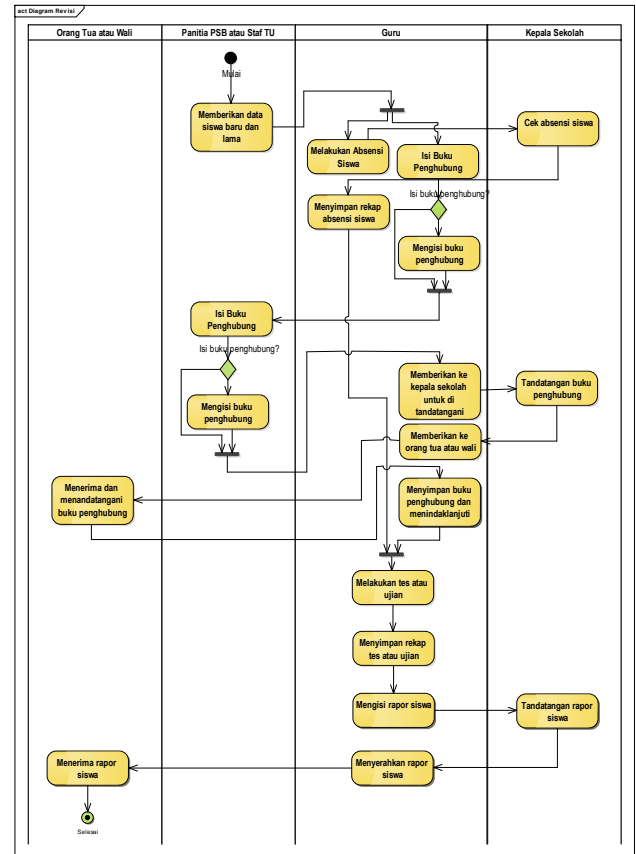 act Diagram Revisi
Orang Tua atau Wali
Panitia PSB atau Staf TU
Guru
Kepala Sekolah
Mulai
Memberikan data
siswa baru dan
lama
Melakukan Absensi
Siswa
Isi Buku
Penghubung
Cek absensi siswa
Menyimpan rekap
absensi siswa
Isi buku penghubung?
Mengisi buku
penghubung
Isi Buku
Penghubung
Isi buku penghubung?
Mengisi buku
penghubung
Memberikan ke
kepala sekolah
untuk di
tandatangani
Tandatangan buku
penghubung
Memberikan ke
orang tua atau wali
Menerima dan
menandatangani
buku penghubung
Menyimpan buku
penghubung dan
menindaklanjuti
Melakukan tes atau
ujian
Menyimpan rekap
tes atau ujian
Mengisi rapor siswa
Tandatangan rapor
siswa
Menerima rapor
siswa
Menyerahkan rapor
siswa
Selesai